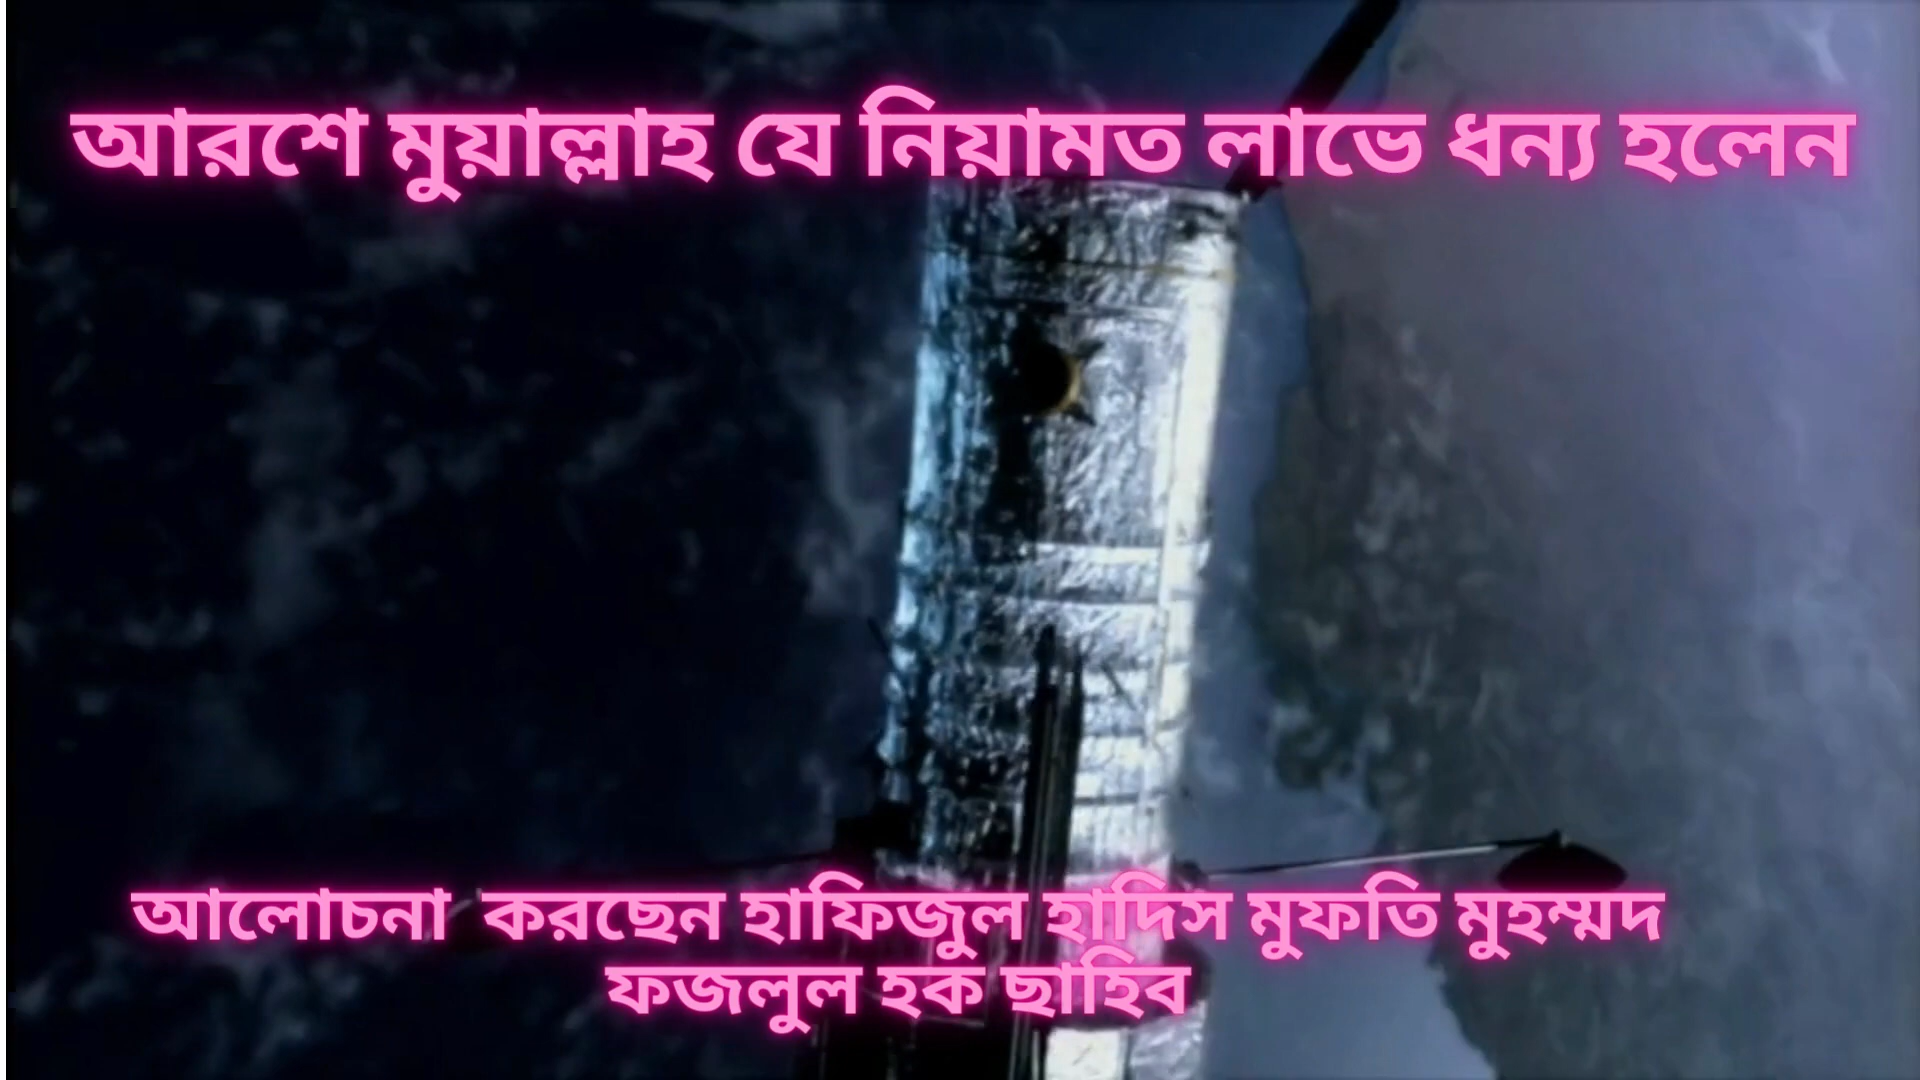 আরশে মুয়াল্লাহ যে নিয়ামত লাভে ধন্য হলেন
আলোচনা করছেন হাফিজুল হাদিস মুফতি মুহম্মদ
ফজলুল হক ছাহিব